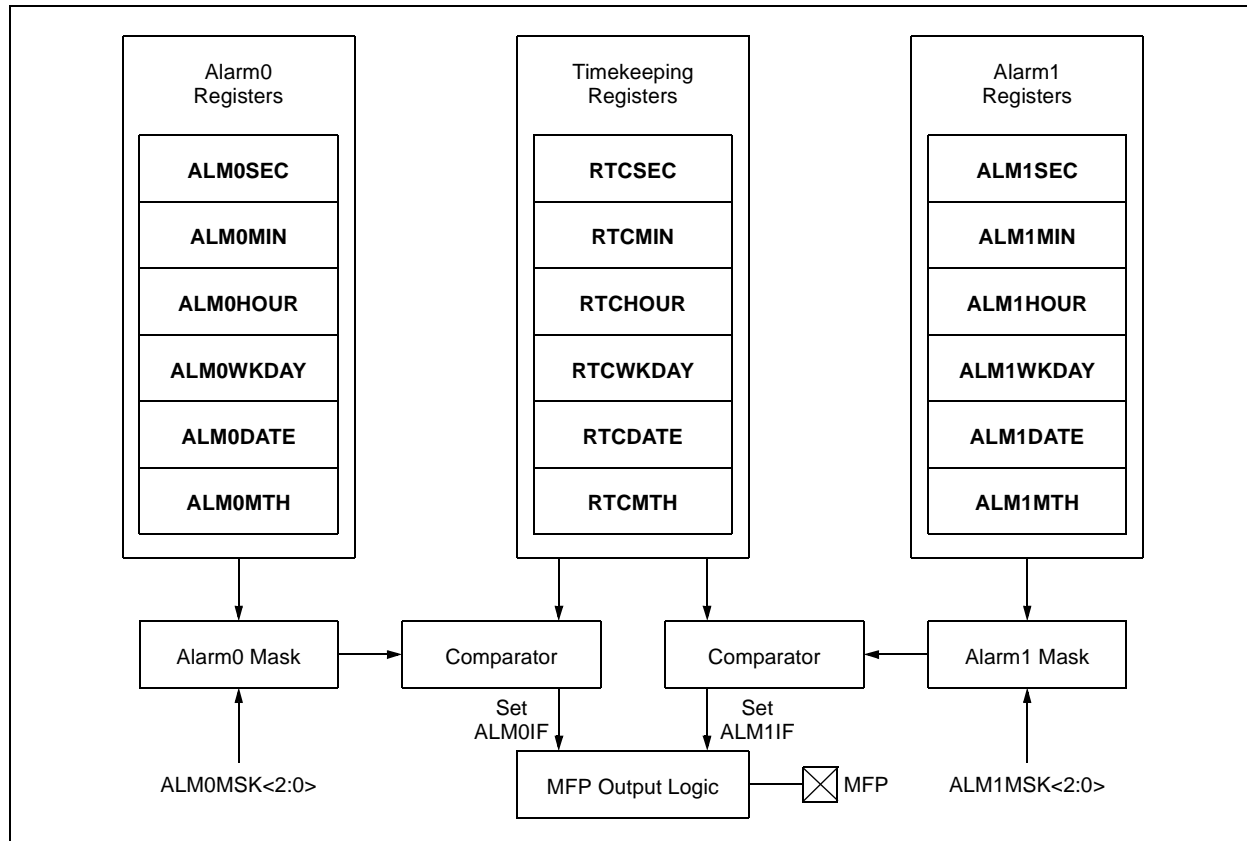 Alarm0
Registers
ALM0SEC
ALM0MIN
ALM0HOUR
ALM0WKDAY
ALM0DATE
ALM0MTH
Timekeeping
Registers
RTCSEC
RTCMIN
RTCHOUR
RTCWKDAY
RTCDATE
RTCMTH
Alarm1
Registers
ALM1SEC
ALM1MIN
ALM1HOUR
ALM1WKDAY
ALM1DATE
ALM1MTH
Alarm0 Mask
Comparator
Comparator
Alarm1 Mask
Set
ALM0IF
Set
ALM1IF
ALM0MSK<2:0>
MFP Output Logic
MFP
ALM1MSK<2:0>